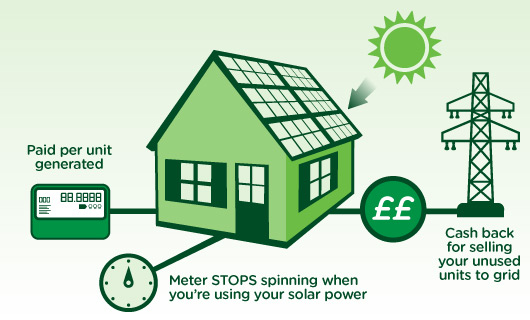 Paid per unit
generated
88.8888
££
Cash back
for selling
your unused
units to grid
Meter STOPS spinning when
you're using your solar power